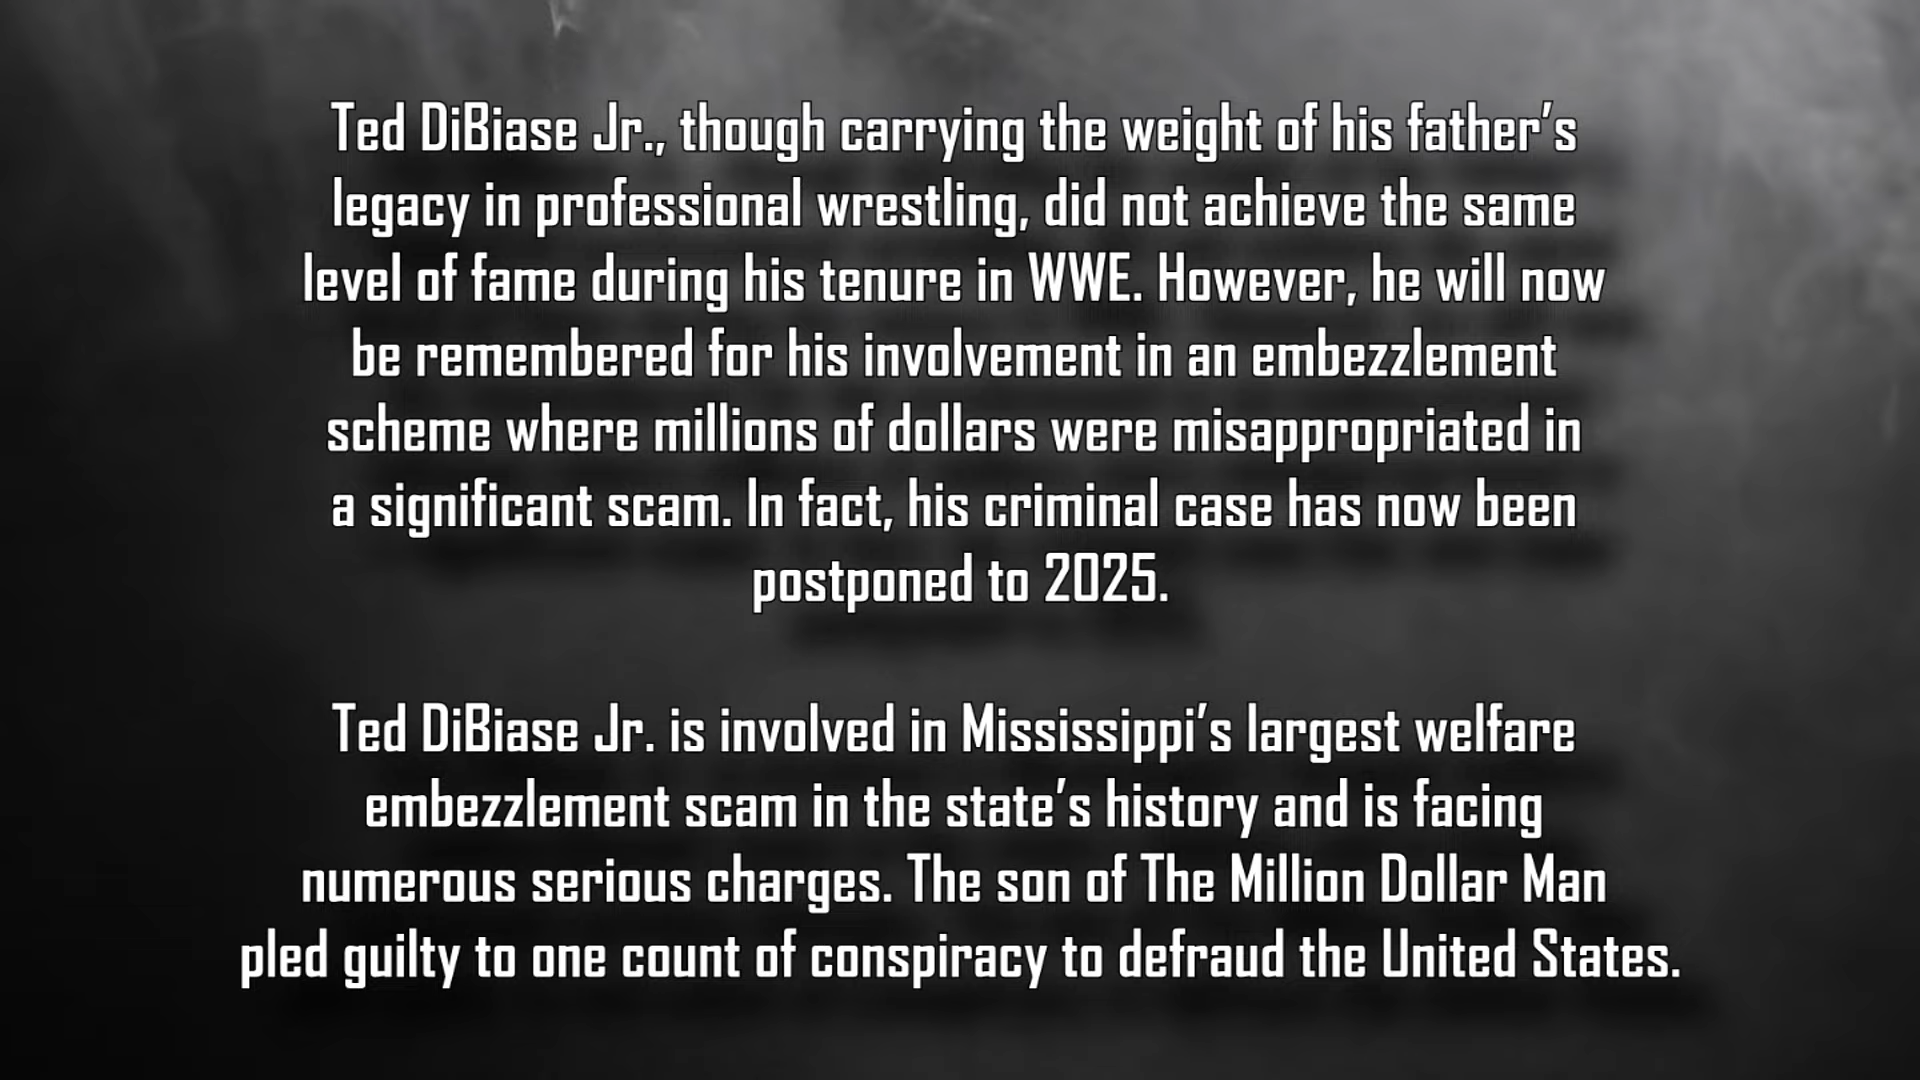 Ted DiBiase Jr., though carrying the weight of his father's
legacy in professional wrestling, did not achieve the same
level of fame during his tenure in WWE. However, he will now
be remembered for his involvement in an embezzlement
scheme where millions of dollars were misappropriated in
a significant scam. In fact, his criminal case has now been
postponed to 2025.
Ted DiBiase Jr. is involved in Mississippi's largest welfare
embezzlement scam in the state's history and is facing
numerous serious charges. The son of The Million Dollar Man
pled guilty to one count of conspiracy to defraud the United States.